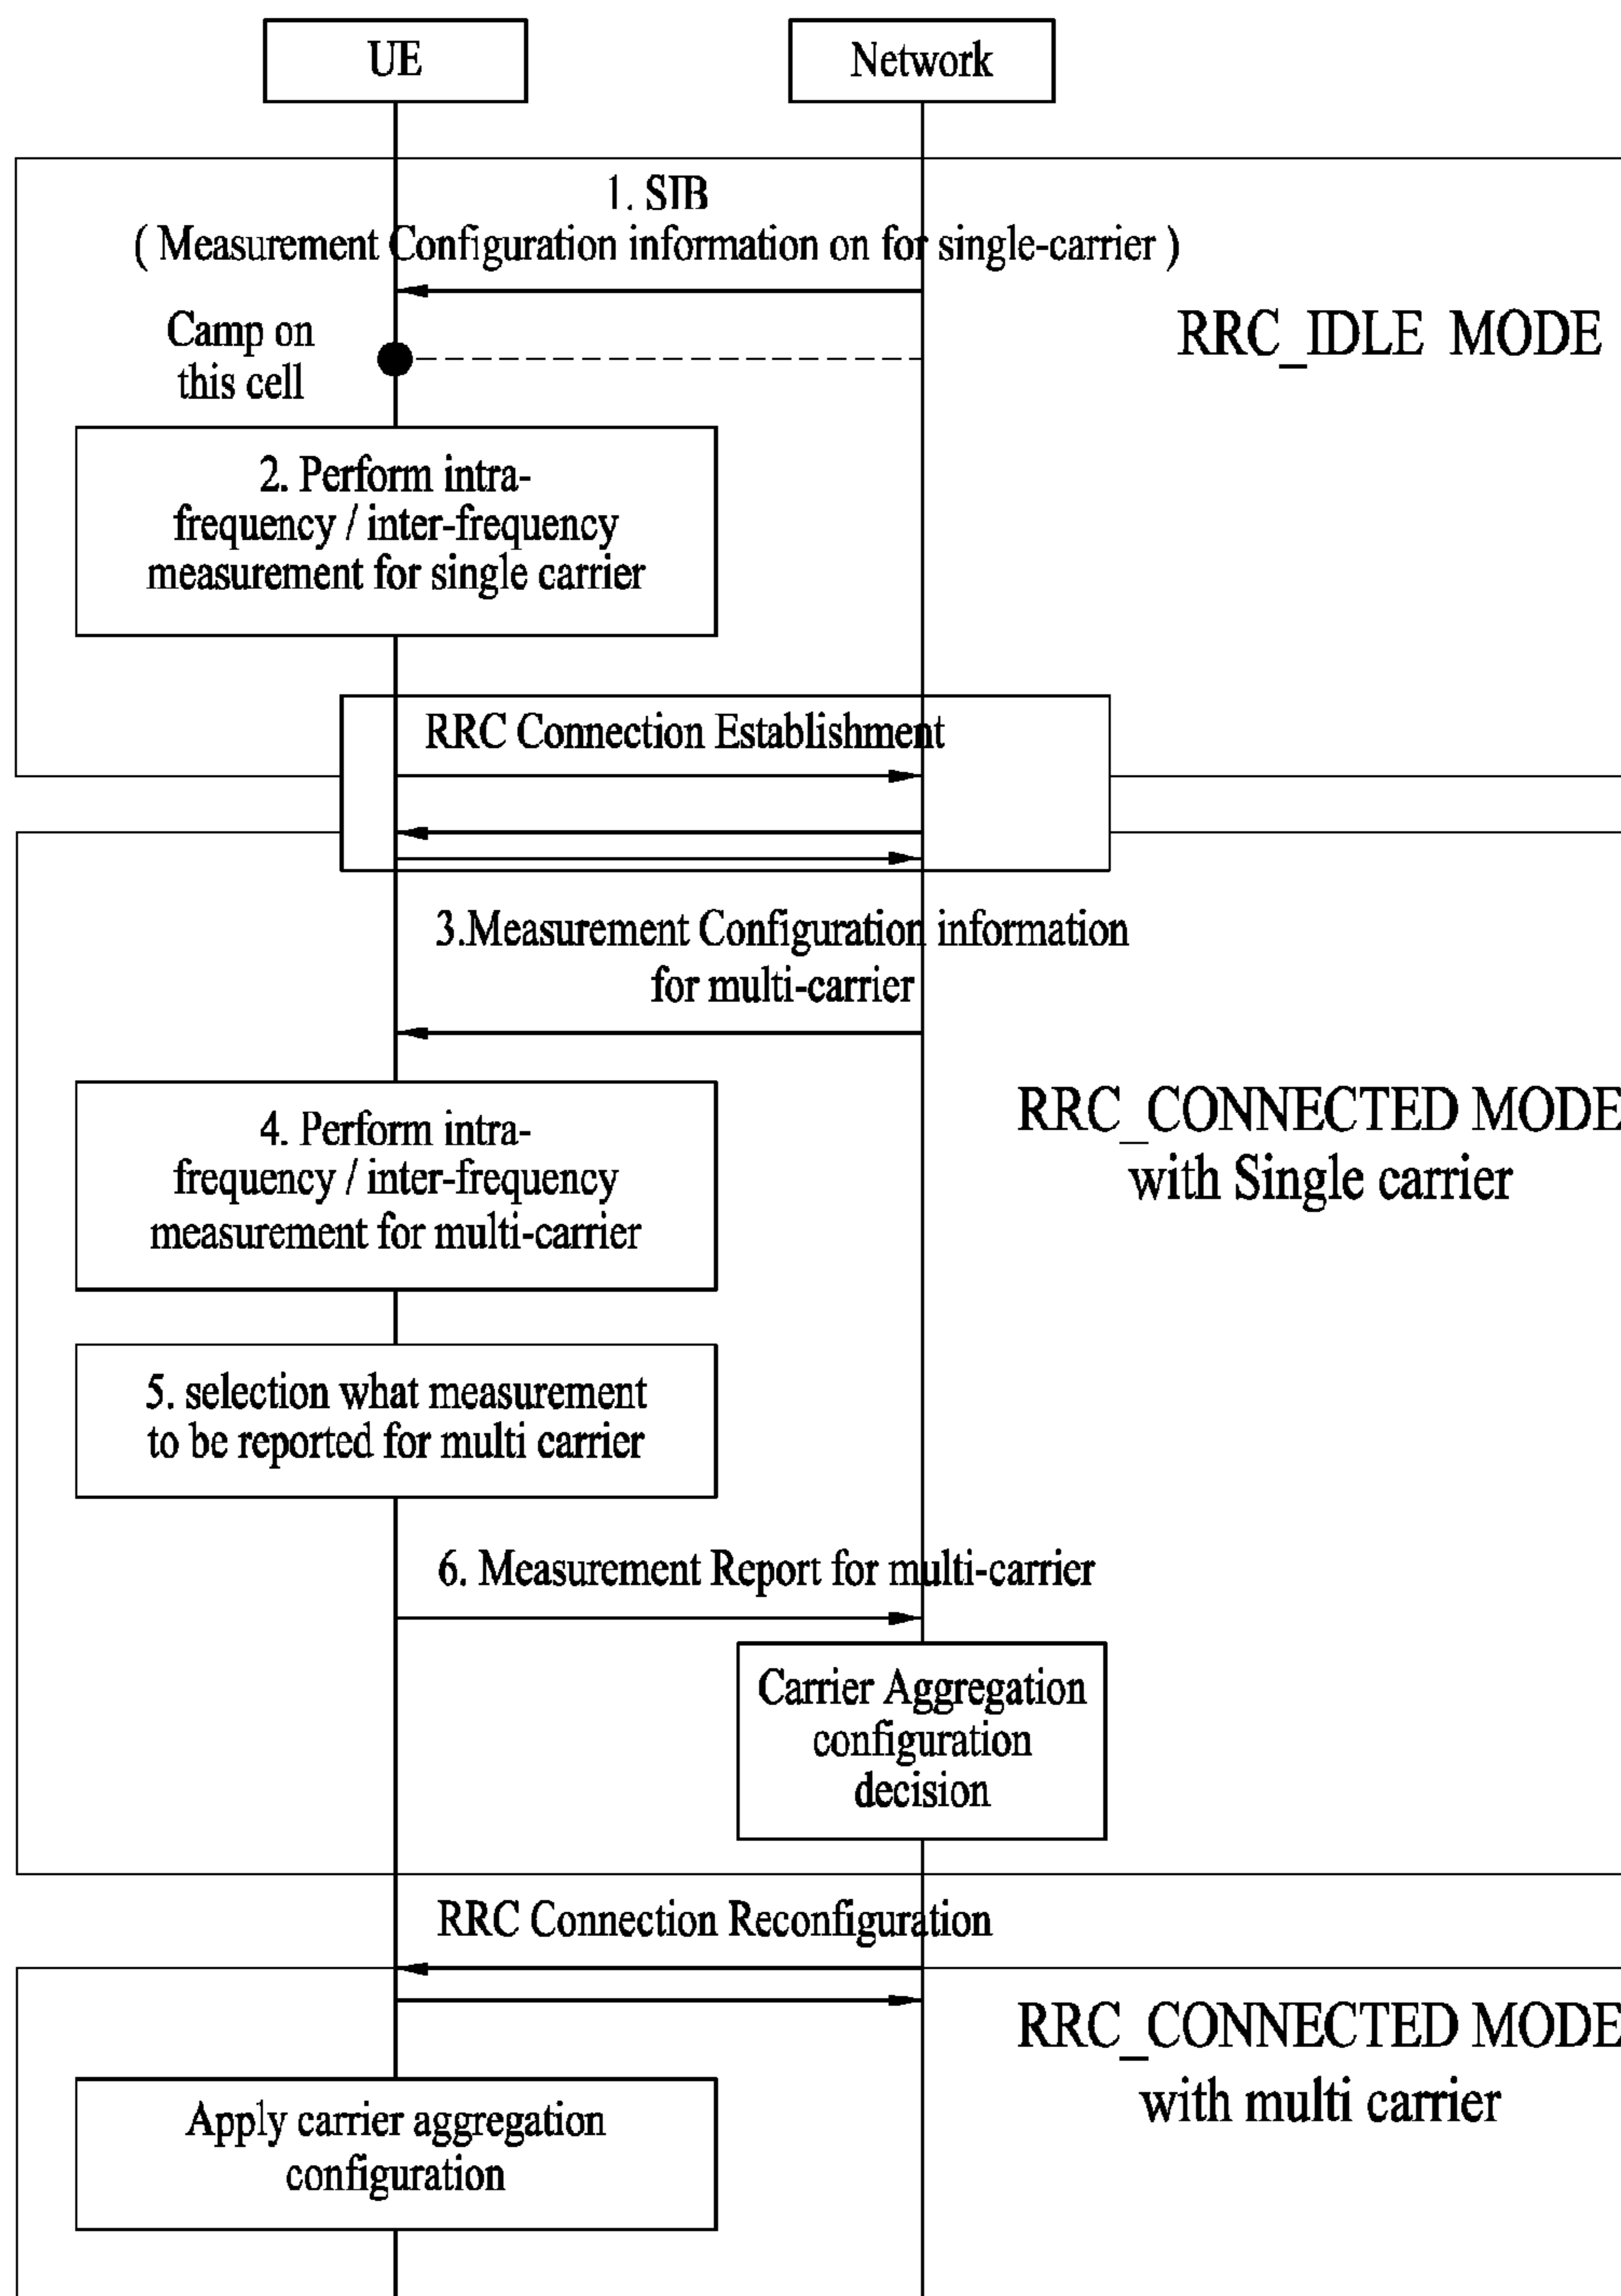 UE
Network
1. SIB
( Measurement Configuration information on for single-carrier )
RRC_IDLE MODE
Camp on
this cell
2. Perform intra-
frequency / inter-frequency
measurement for single carrier
RRC Connection Establishment
3.Measurement Configuration information
for multi-carrier
RRC_CONNECTED MODE
with Single carrier
4. Perform intra-
frequency / inter-frequency
measurement for multi-carrier
5. selection what measurement
to be reported for multi carrier
6. Measurement Report for multi-carrier
Carrier Aggregation
configuration
decision
RRC Connection Reconfiguration
RRC_CONNECTED MODE
with multi carrier
Apply carrier aggregation
configuration